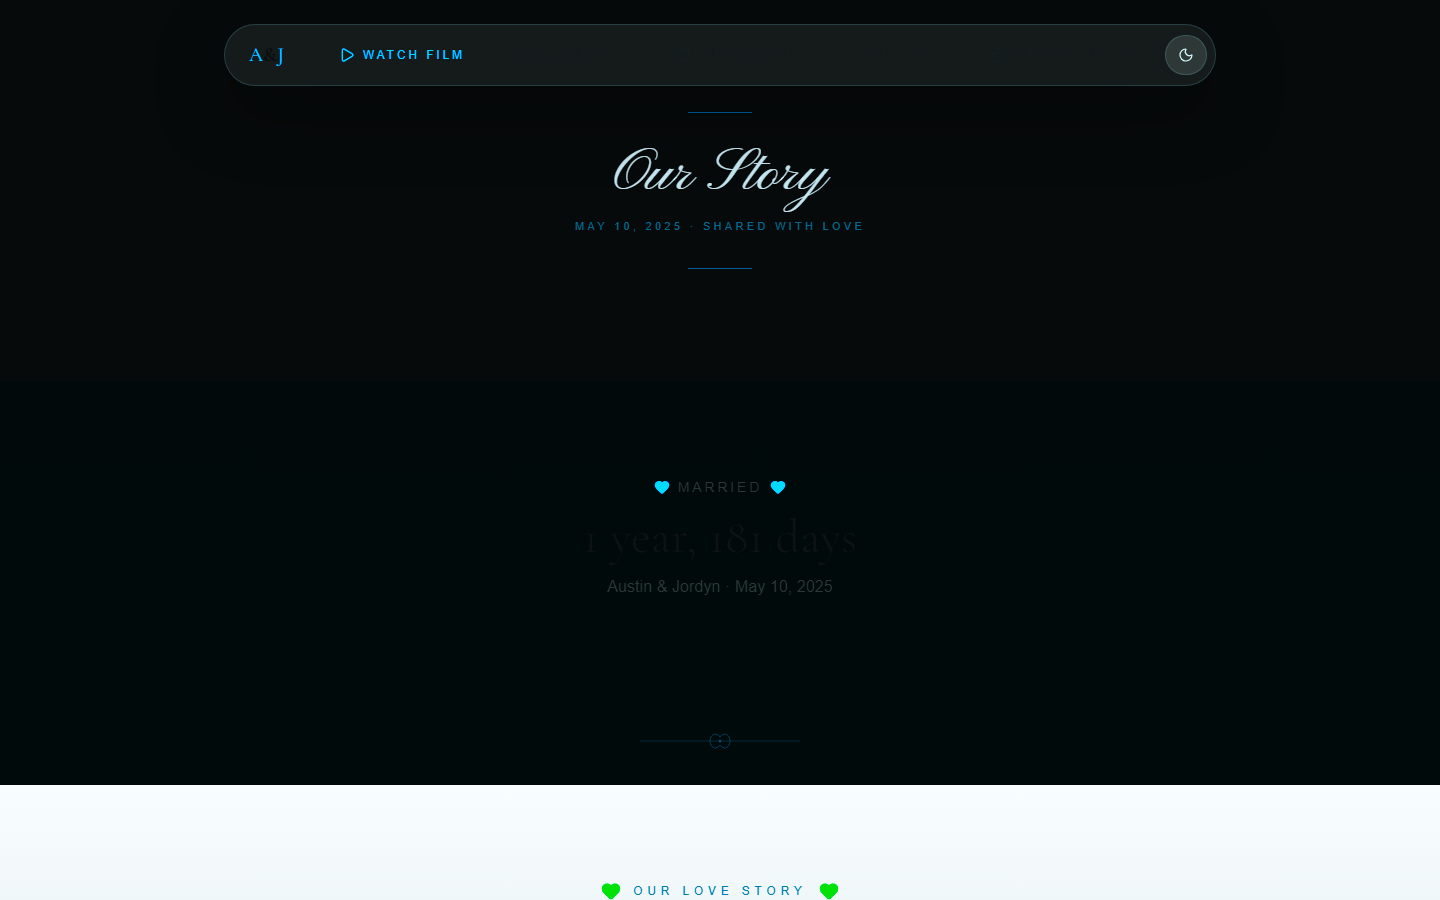 A&J
WATCH FILM
Our Story
MAY 10, 2025 · SHARED WITH LOVE
MARRIED
1 year, 181 days
Austin & Jordyn · May 10, 2025
OUR LOVE STORY